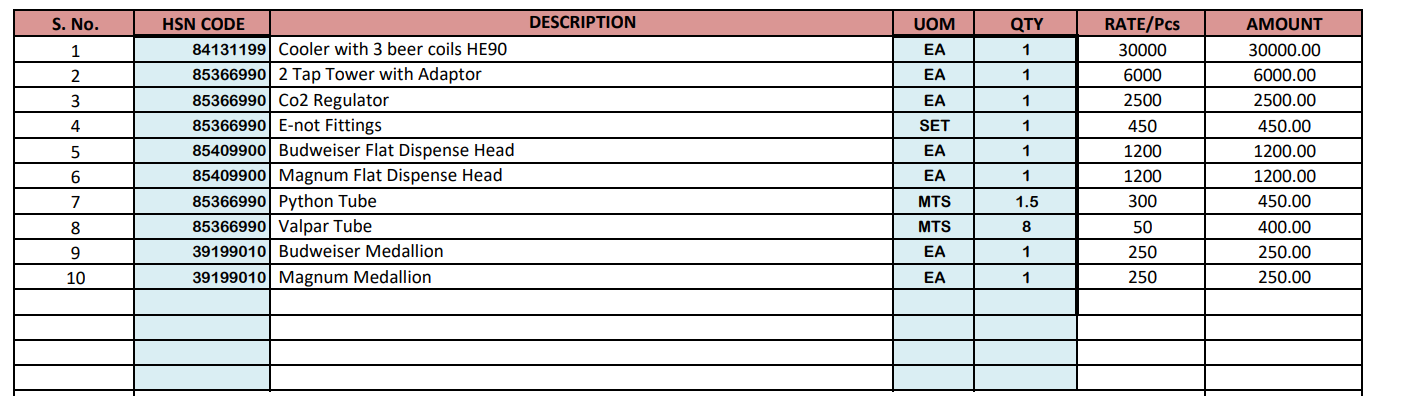 S. No. HSN CODE DESCRIPTION UOM QTY RATE/Pcs AMOUNT
1 84131199 Cooler with 3 beer coils HE90 EA 1 30000 30000.00
2 85366990 2 Tap Tower with Adaptor EA 1 6000 6000.00
3 85366990 Co2 Regulator EA 1 2500 2500.00
4 85366990 E-not Fittings SET 1 450 450.00
5 85409900 Budweiser Flat Dispense Head EA 1 1200 1200.00
6 85409900 Magnum Flat Dispense Head EA 1 1200 1200.00
7 85366990 Python Tube MTS 1.5 300 450.00
8 85366990 Valpar Tube MTS 8 50 400.00
9 39199010 Budweiser Medallion EA 1 250 250.00
10 39199010 Magnum Medallion EA 1 250 250.00